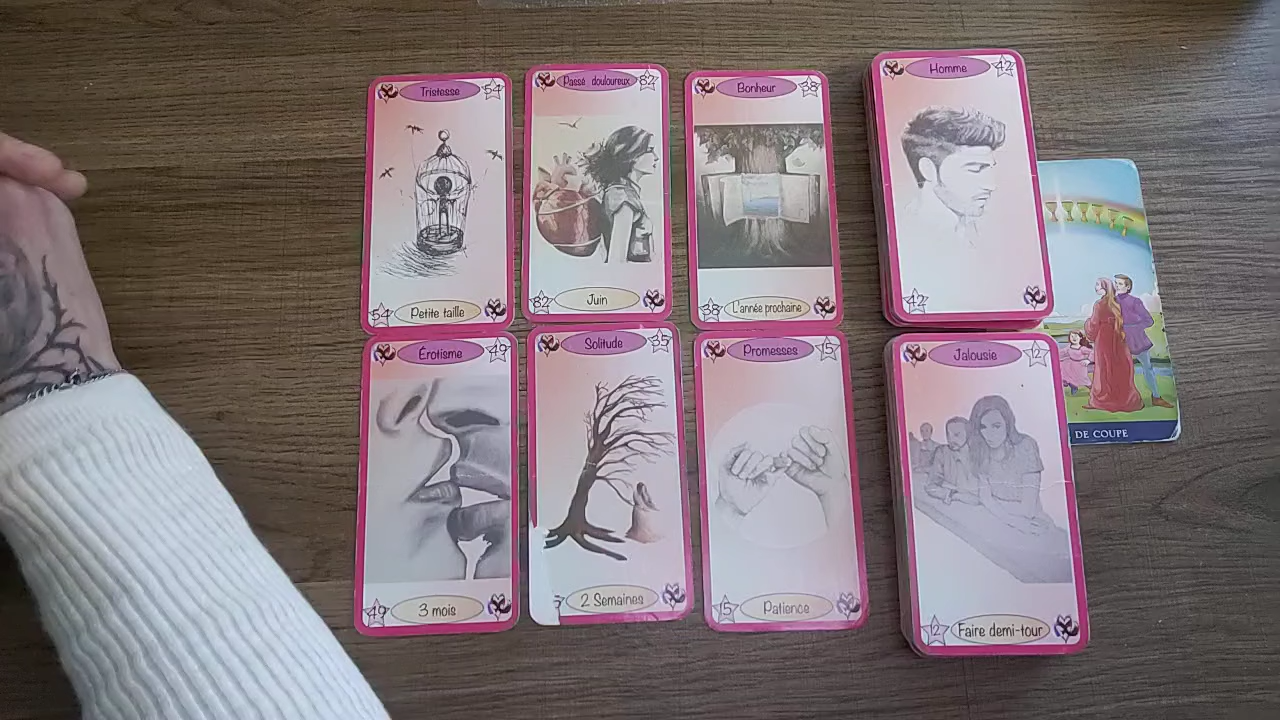 Tristesse 54
54 Petite taille
Passé douloureux 82
82 Juin
Bonheur 38
38 L'année prochaine
Homme 42
42
Érotisme 49
49 3 mois
Solitude 35
2 Semaines
Promesses 15
15 Patience
Jalousie 12
12 Faire demi-tour
DE COUPE